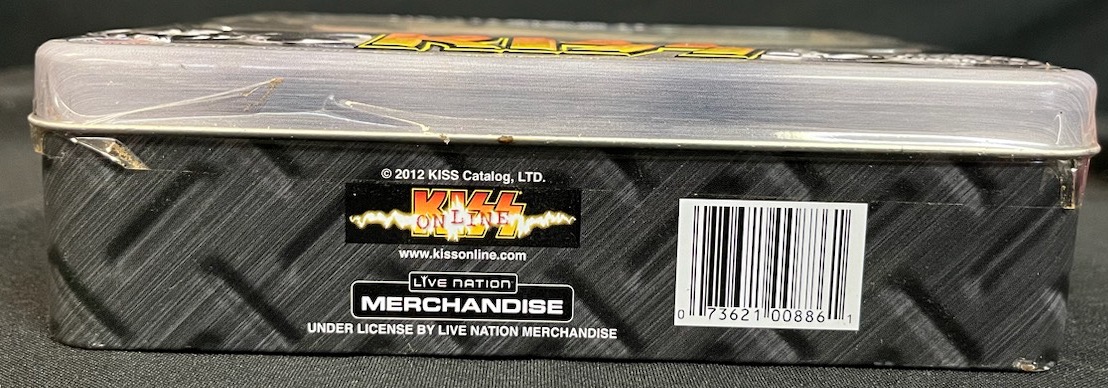 KISS
© 2012 KISS Catalog, LTD.
KISS
ONLINE
www.kissonline.com
LIVE NATION
MERCHANDISE
UNDER LICENSE BY LIVE NATION MERCHANDISE
0 73621 00886 1